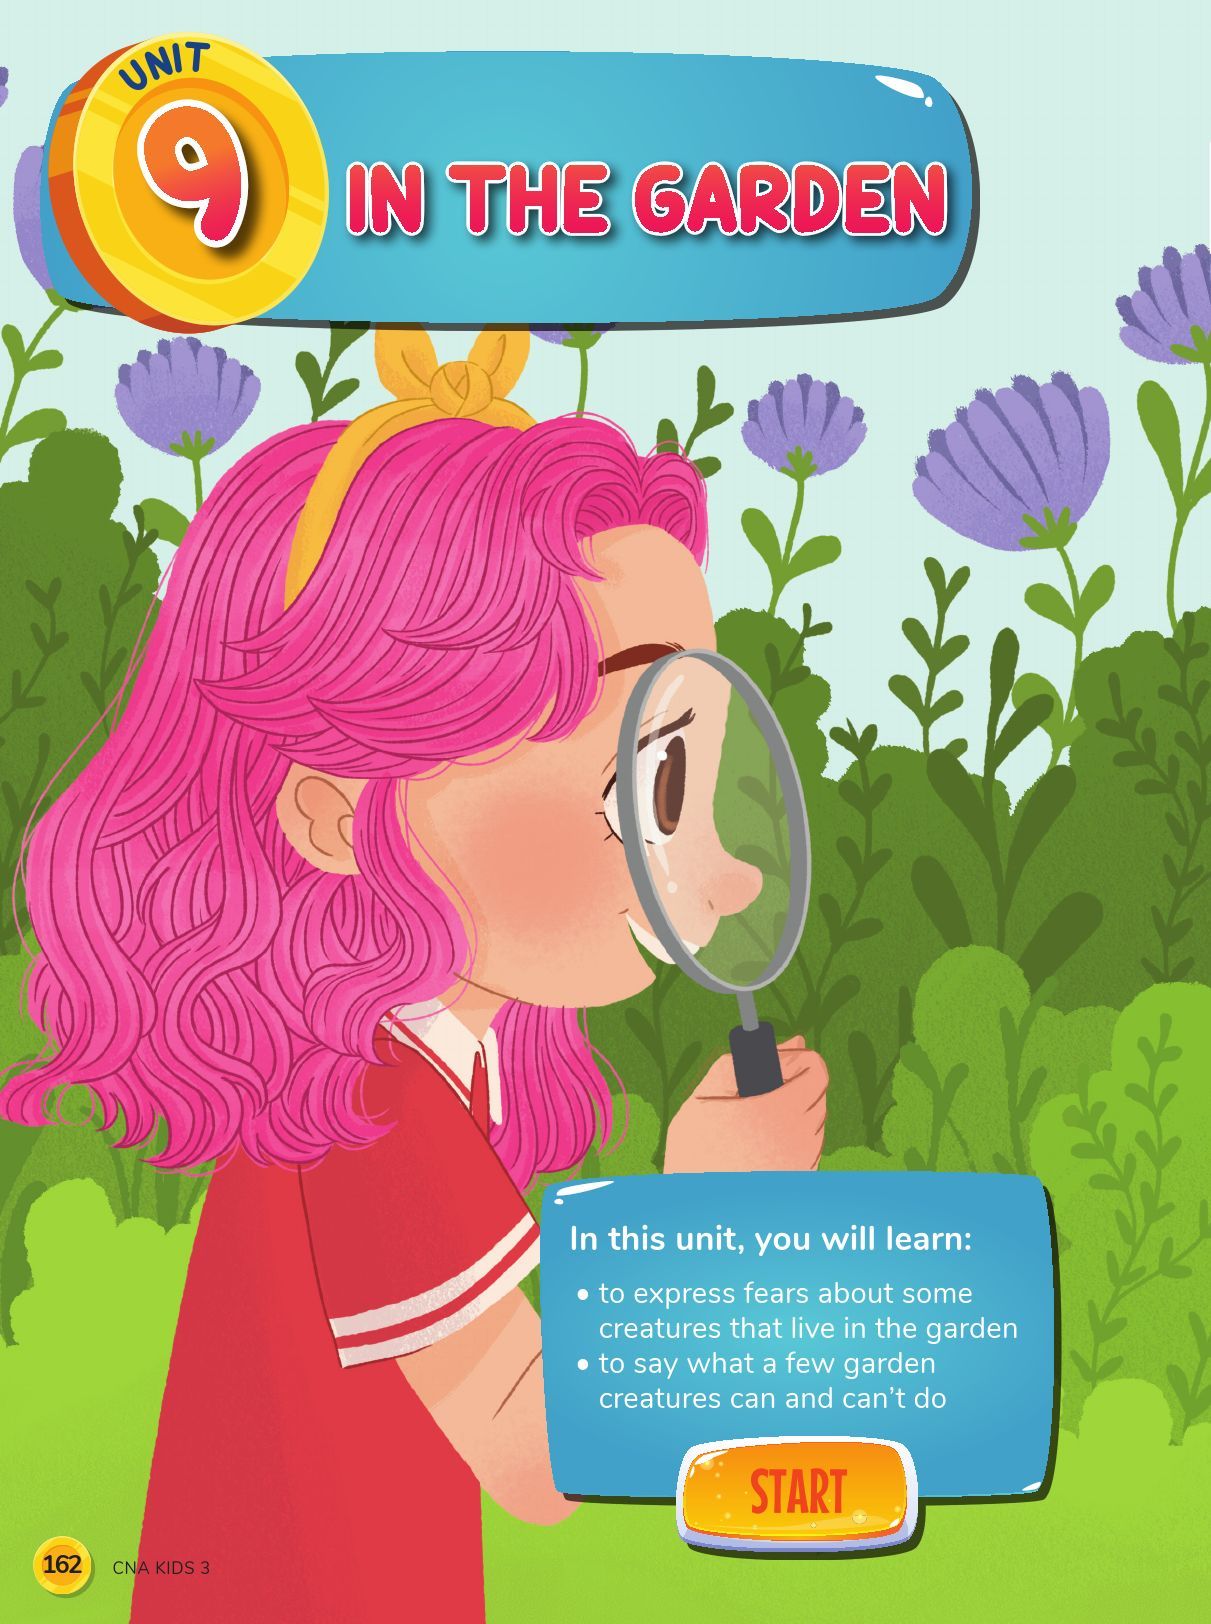 UNIT
9
IN THE GARDEN
In this unit, you will learn:
• to express fears about some
creatures that live in the garden
• to say what a few garden
creatures can and can't do
START
162
CNA KIDS 3